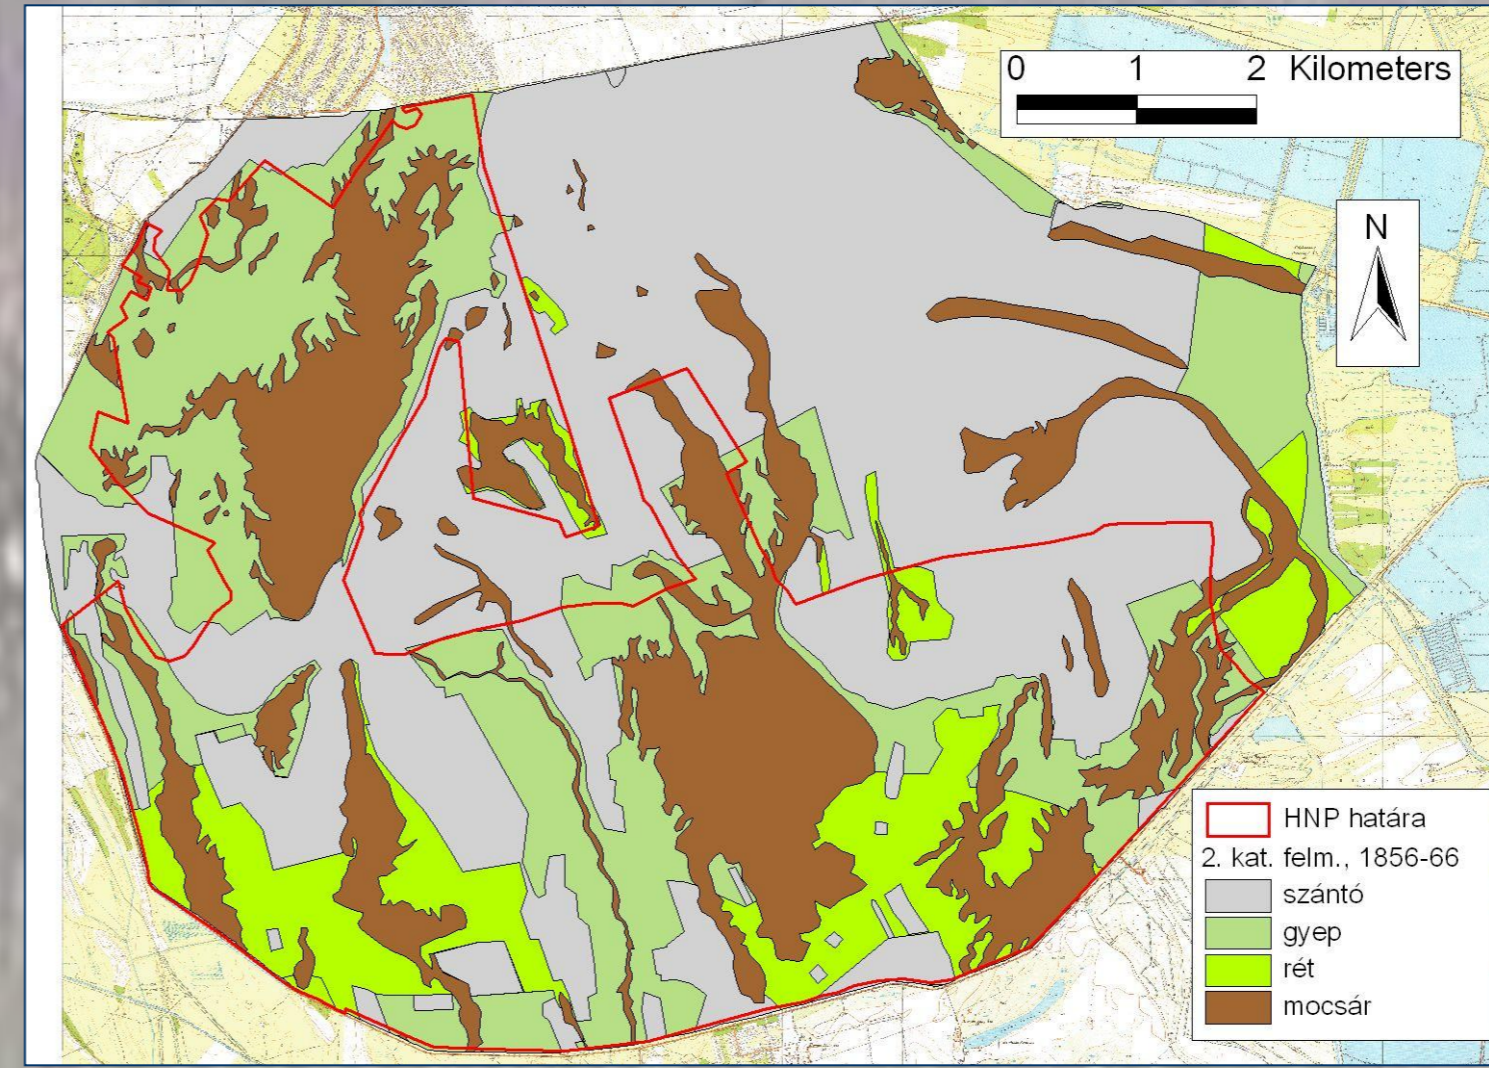 0 1 2 Kilometers
N
HNP határa
2. kat. felm., 1856-66
szántó
gyep
rét
mocsár